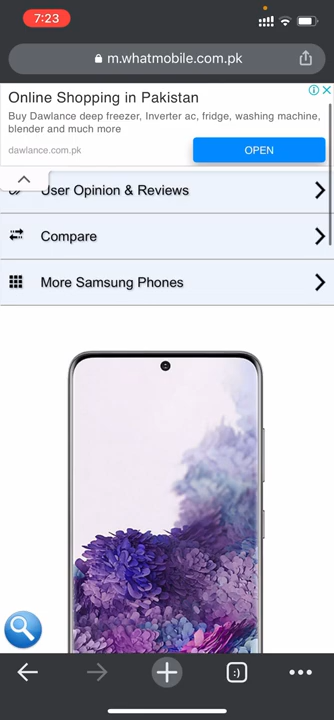 7:23
m.whatmobile.com.pk
Online Shopping in Pakistan
Buy Dawlance deep freezer, Inverter ac, fridge, washing machine,
blender and much more
dawlance.com.pk
OPEN
User Opinion & Reviews
Compare
More Samsung Phones
:)